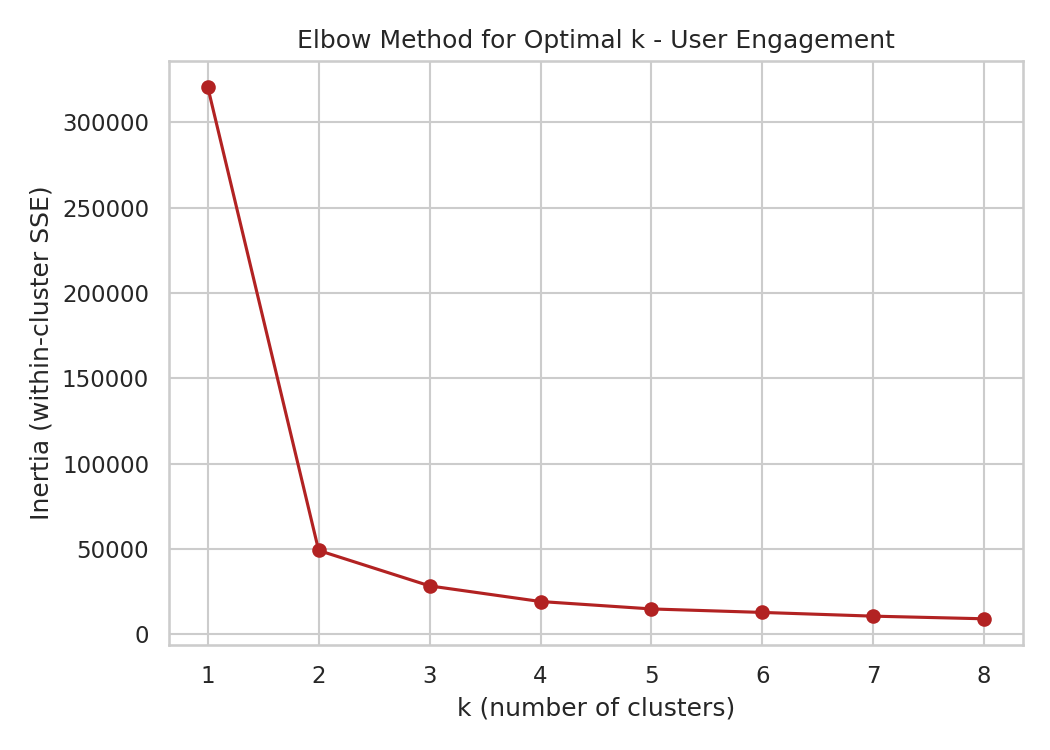 Elbow Method for Optimal k - User Engagement
Inertia (within-cluster SSE)
300000
250000
200000
150000
100000
50000
0
1 2 3 4 5 6 7 8
k (number of clusters)